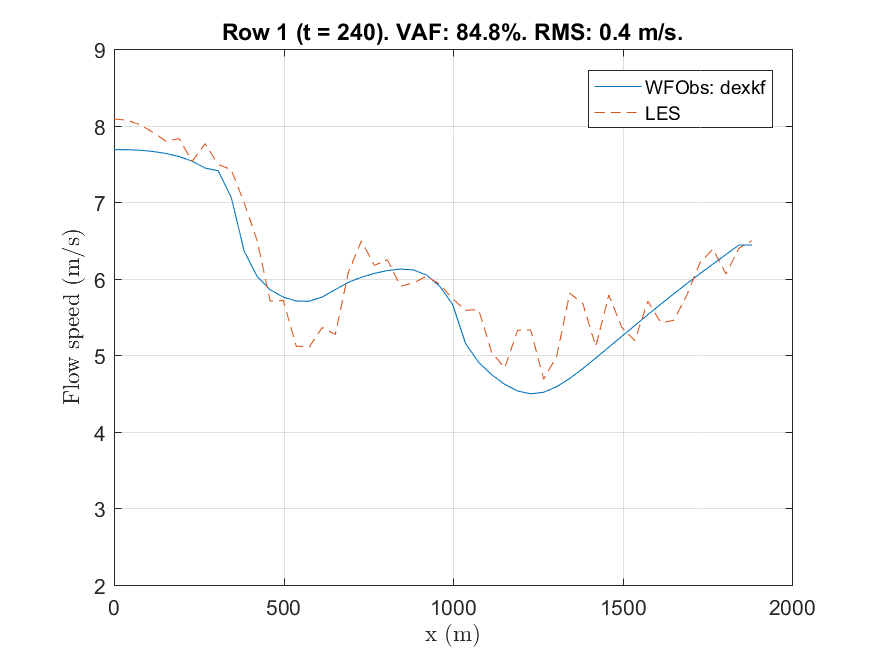 Row 1 (t = 240). VAF: 84.8%. RMS: 0.4 m/s.
WFObs: dexkf
LES
Flow speed (m/s)
9
8
7
6
5
4
3
2
0
500
1000
1500
2000
x (m)